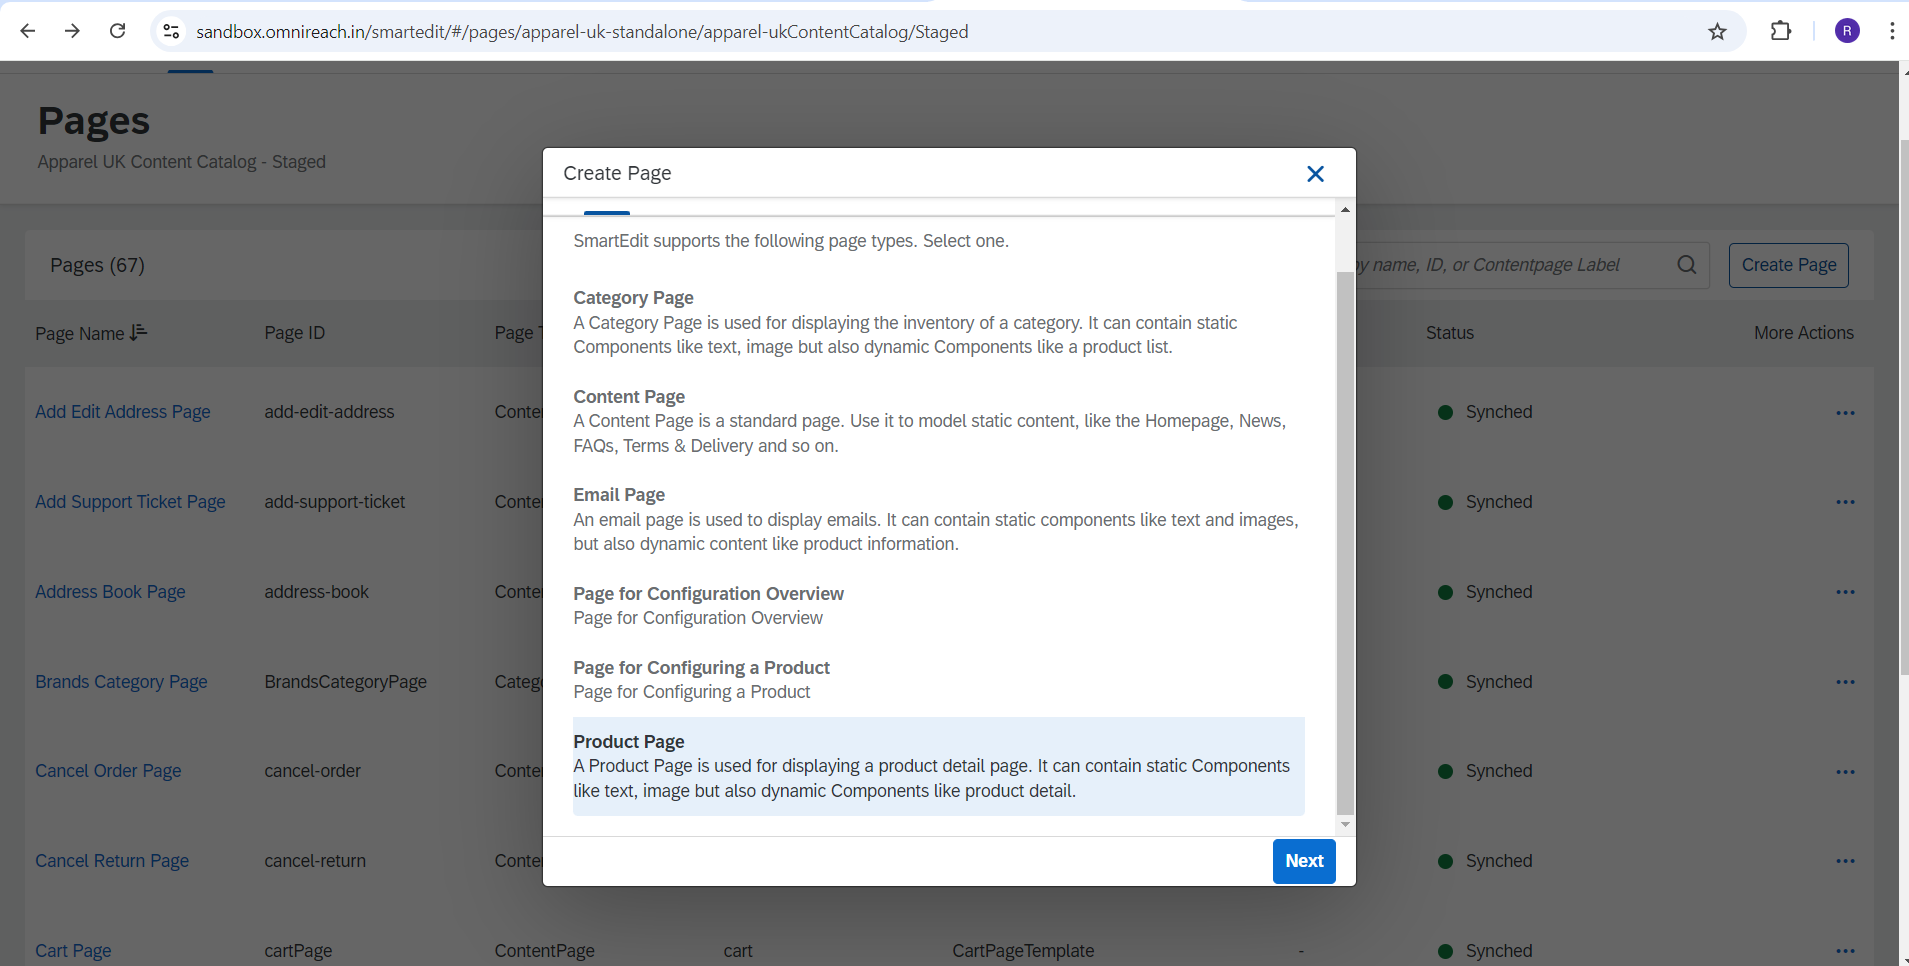 sandbox.omnireach.in/smartedit/#/pages/apparel-uk-standalone/apparel-ukContentCatalog/Staged
R
Pages
Apparel UK Content Catalog - Staged
Create Page
SmartEdit supports the following page types. Select one.
Pages (67)
by name, ID, or Contentpage Label
Create Page
Category Page
A Category Page is used for displaying the inventory of a category. It can contain static
Components like text, image but also dynamic Components like a product list.
Page Name
Page ID
Page
Status
More Actions
Content Page
A Content Page is a standard page. Use it to model static content, like the Homepage, News,
FAQs, Terms & Delivery and so on.
Add Edit Address Page
add-edit-address
Synched
Email Page
An email page is used to display emails. It can contain static components like text and images,
but also dynamic content like product information.
Add Support Ticket Page
add-support-ticket
Synched
Page for Configuration Overview
Page for Configuration Overview
Address Book Page
address-book
Synched
Page for Configuring a Product
Page for Configuring a Product
Brands Category Page
BrandsCategoryPage
Synched
Product Page
A Product Page is used for displaying a product detail page. It can contain static Components
like text, image but also dynamic Components like product detail.
Cancel Order Page
cancel-order
Synched
Next
Cancel Return Page
cancel-return
Synched
Cart Page
cartPage
ContentPage
cart
CartPageTemplate
-
Synched